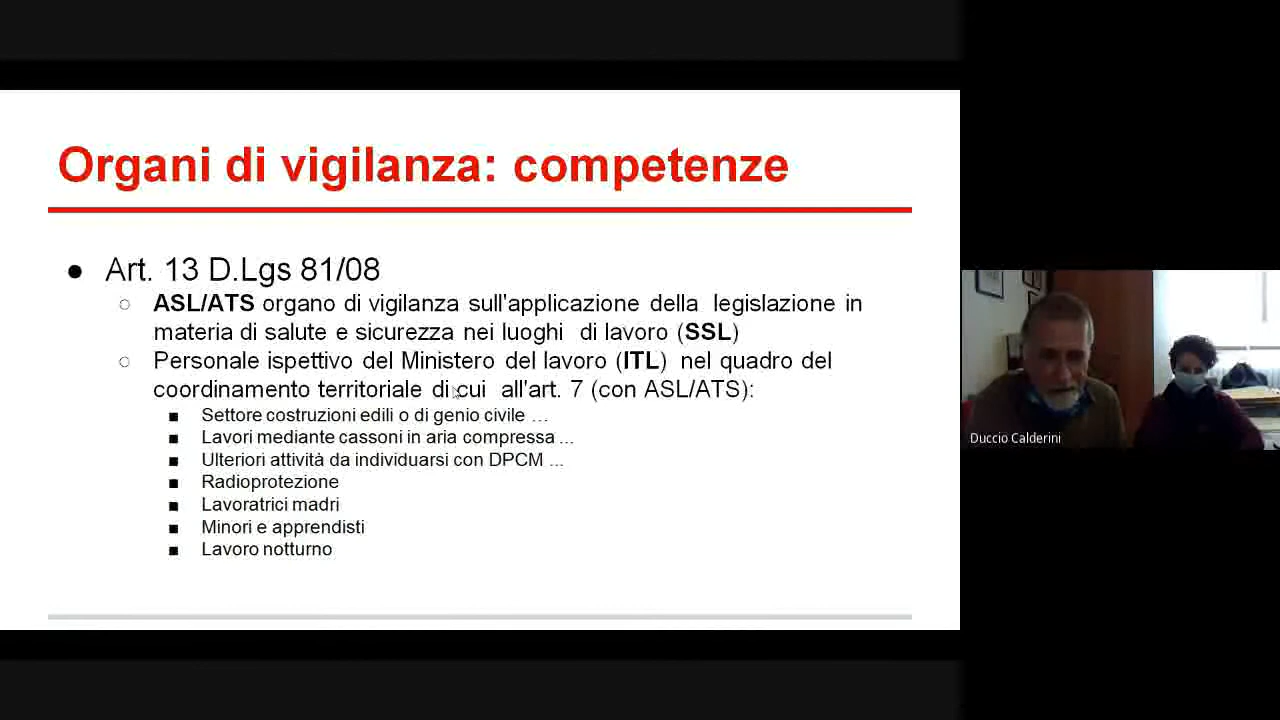 Organi di vigilanza: competenze
● Art. 13 D.Lgs 81/08
○ ASL/ATS organo di vigilanza sull'applicazione della legislazione in
materia di salute e sicurezza nei luoghi di lavoro (SSL)
○ Personale ispettivo del Ministero del lavoro (ITL) nel quadro del
coordinamento territoriale di cui all'art. 7 (con ASL/ATS):
■ Settore costruzioni edili o di genio civile ...
■ Lavori mediante cassoni in aria compressa ...
■ Ulteriori attività da individuarsi con DPCM ...
■ Radioprotezione
■ Lavoratrici madri
■ Minori e apprendisti
■ Lavoro notturno
Duccio Calderini